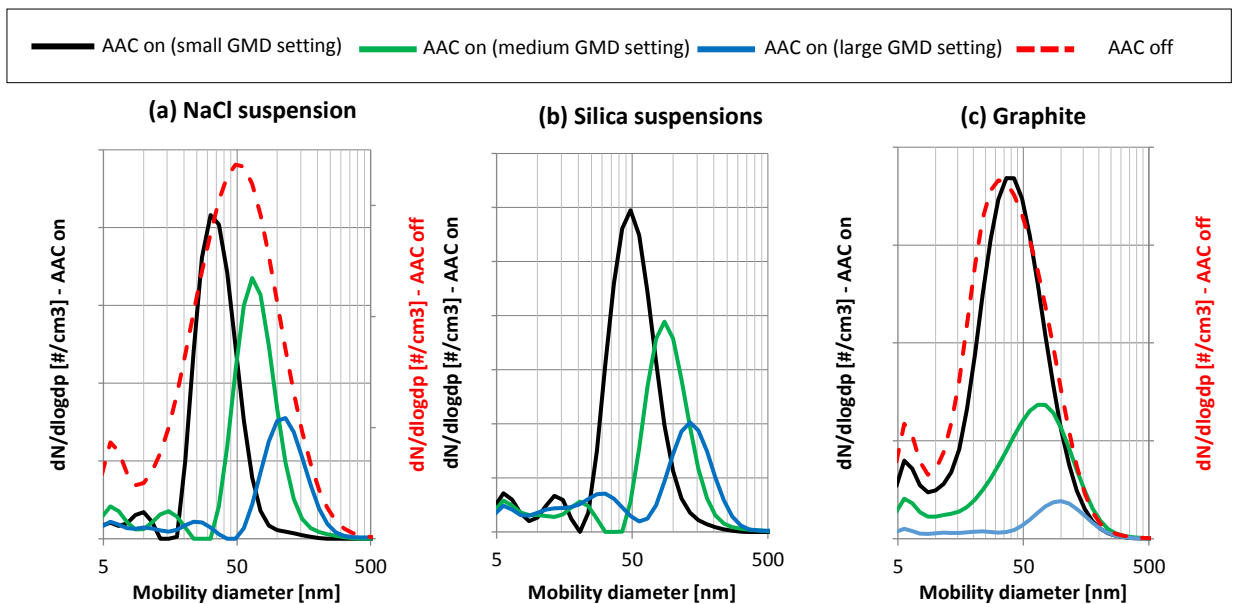 AAC on (small GMD setting) AAC on (medium GMD setting) AAC on (large GMD setting) AAC off
(a) NaCl suspension
dN/dlogdp [#/cm3] - AAC on
dN/dlogdp [#/cm3] - AAC off
5 50 500
Mobility diameter [nm]
(b) Silica suspensions
dN/dlogdp [#/cm3] - AAC on
5 50 500
Mobility diameter [nm]
(c) Graphite
dN/dlogdp [#/cm3] - AAC on
dN/dlogdp [#/cm3] - AAC off
5 50 500
Mobility diameter [nm]